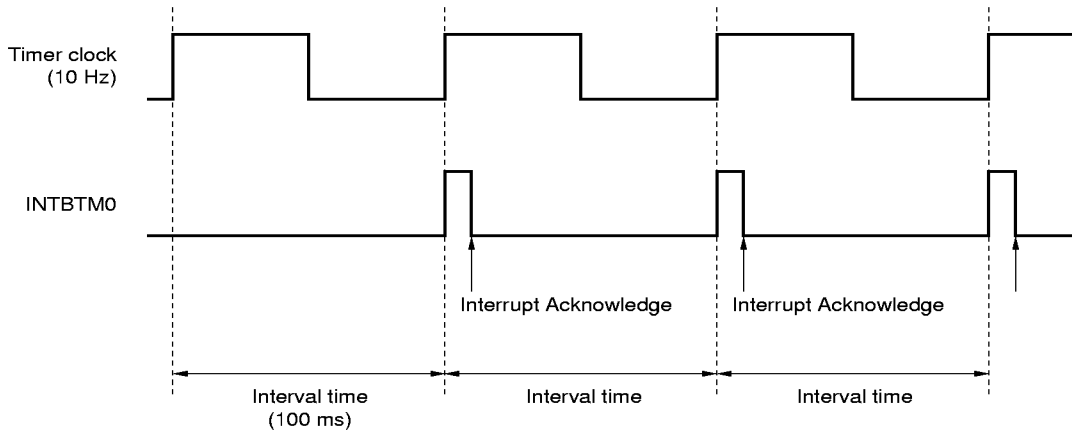 Timer clock
(10 Hz)
INTBTM0
Interrupt Acknowledge
Interrupt Acknowledge
Interval time
(100 ms)
Interval time
Interval time